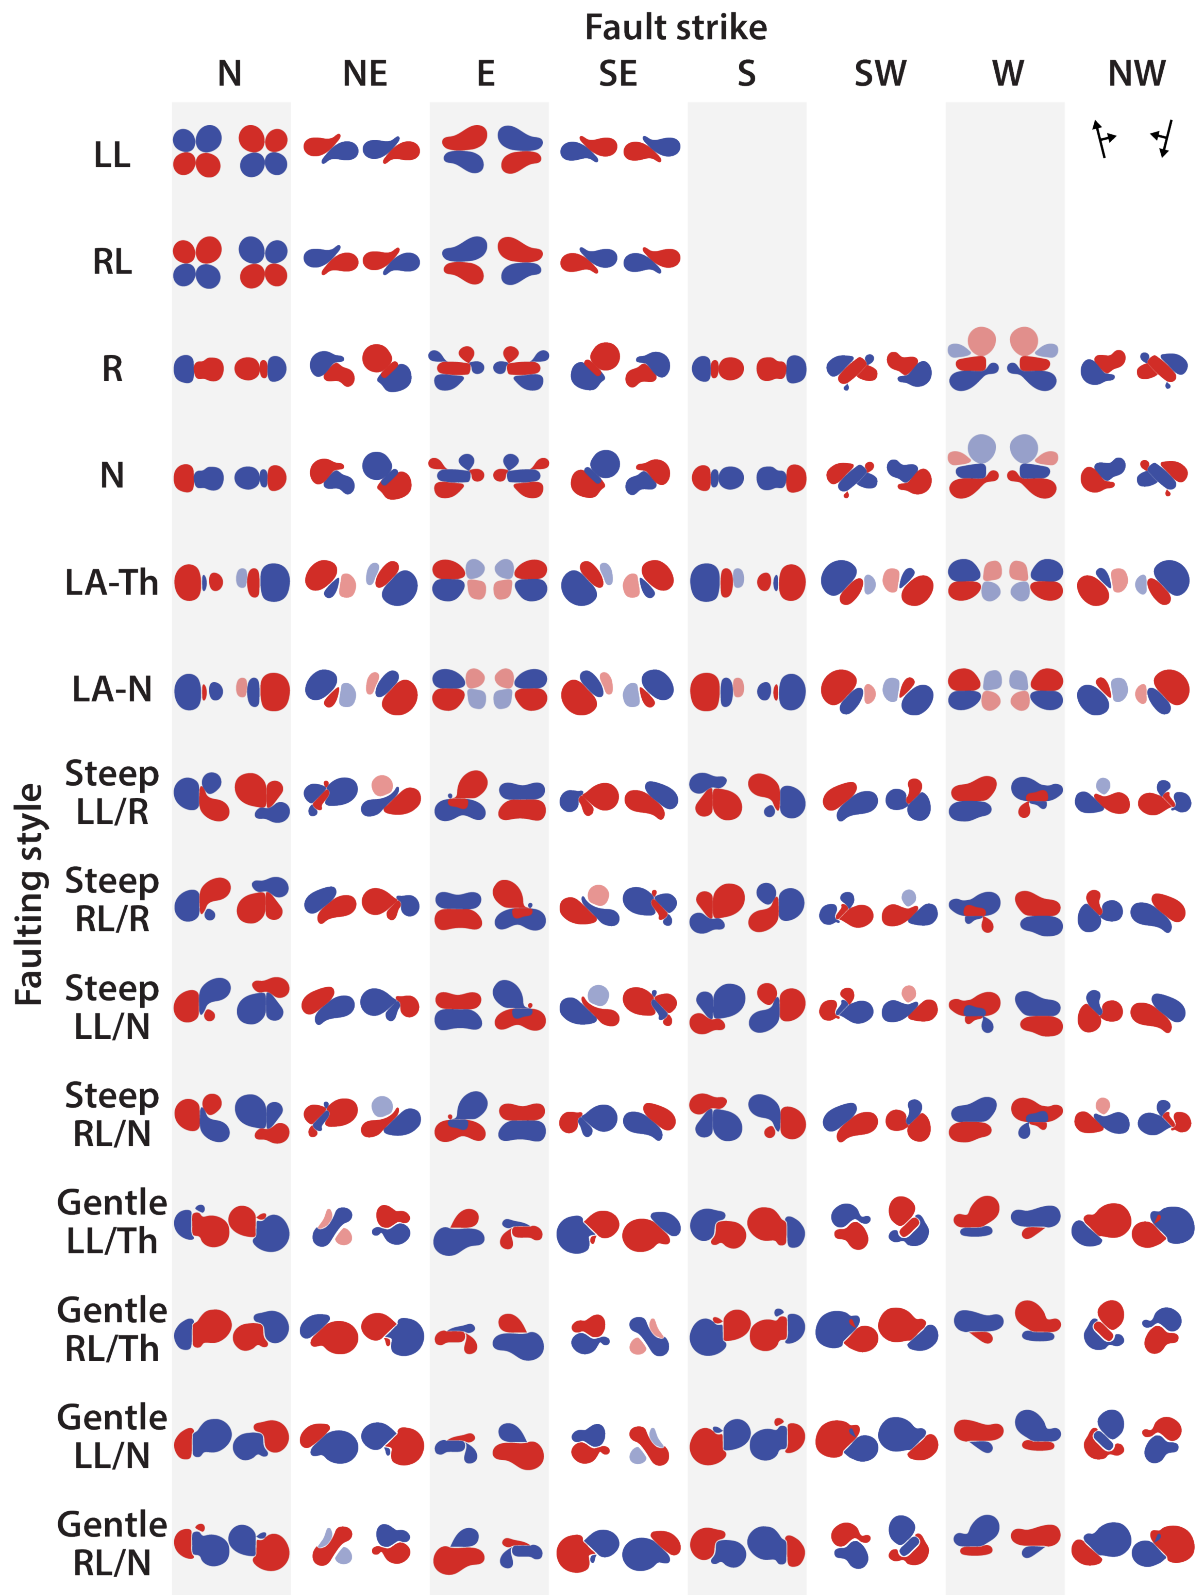 Fault strike
N NE E SE S SW W NW
Faulting style
LL
RL
R
N
LA-Th
LA-N
Steep
LL/R
Steep
RL/R
Steep
LL/N
Steep
RL/N
Gentle
LL/Th
Gentle
RL/Th
Gentle
LL/N
Gentle
RL/N